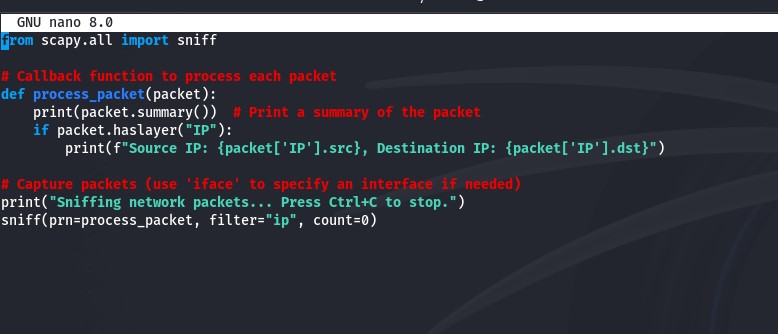 GNU nano 8.0
from scapy.all import sniff
# Callback function to process each packet
def process_packet(packet):
    print(packet.summary())  # Print a summary of the packet
    if packet.haslayer("IP"):
        print(f"Source IP: {packet['IP'].src}, Destination IP: {packet['IP'].dst}")
# Capture packets (use 'iface' to specify an interface if needed)
print("Sniffing network packets... Press Ctrl+C to stop.")
sniff(prn=process_packet, filter="ip", count=0)